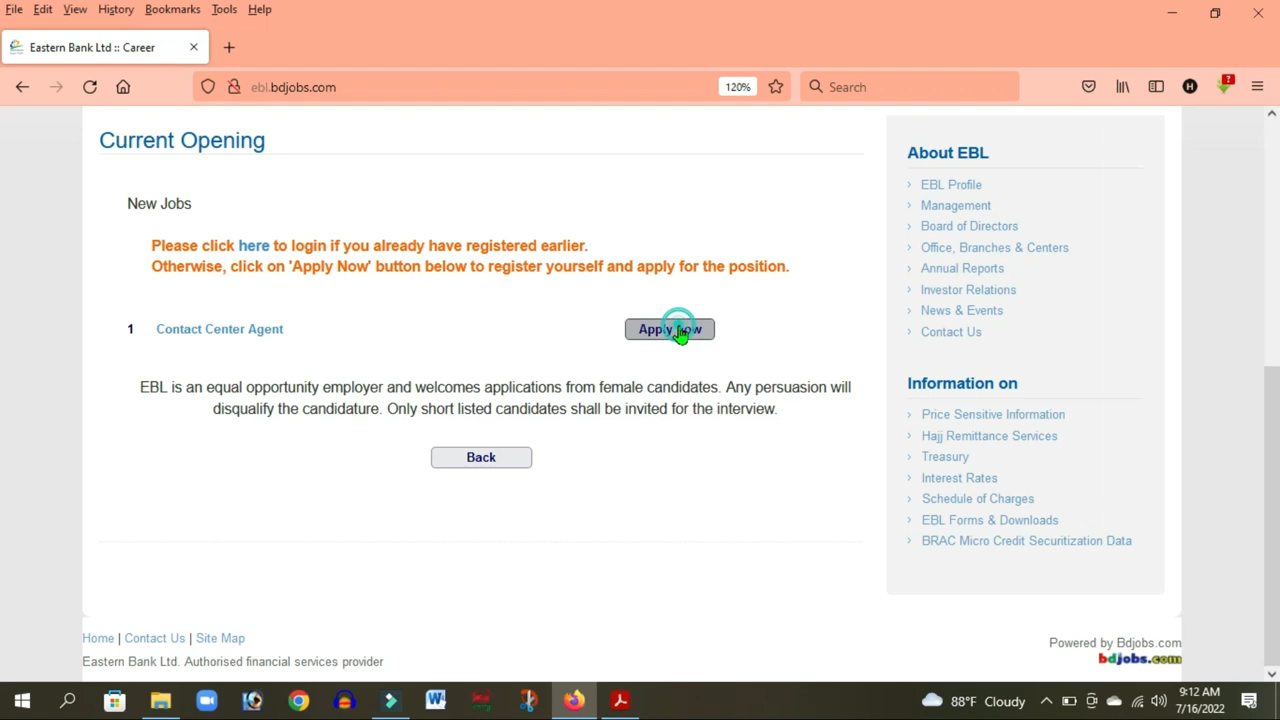 File Edit View History Bookmarks Tools Help
Eastern Bank Ltd :: Career
ebl.bdjobs.com
120%
Search
Current Opening
New Jobs
Please click here to login if you already have registered earlier.
Otherwise, click on 'Apply Now' button below to register yourself and apply for the position.
1 Contact Center Agent
Apply Now
EBL is an equal opportunity employer and welcomes applications from female candidates. Any persuasion will
disqualify the candidature. Only short listed candidates shall be invited for the interview.
Back
About EBL
EBL Profile
Management
Board of Directors
Office, Branches & Centers
Annual Reports
Investor Relations
News & Events
Contact Us
Information on
Price Sensitive Information
Hajj Remittance Services
Treasury
Interest Rates
Schedule of Charges
EBL Forms & Downloads
BRAC Micro Credit Securitization Data
Home | Contact Us | Site Map
Eastern Bank Ltd. Authorised financial services provider
Powered by Bdjobs.com
bdjobs.com
88°F Cloudy
9:12 AM
7/16/2022